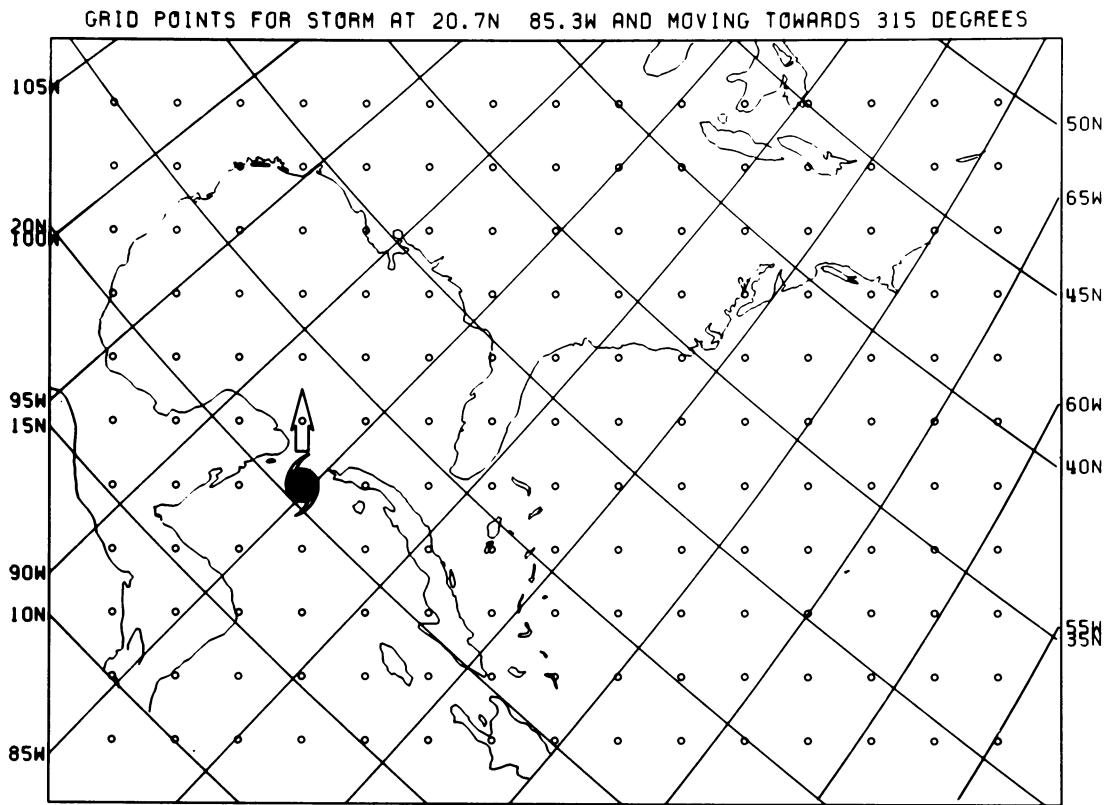 GRID POINTS FOR STORM AT 20.7N 85.3W AND MOVING TOWARDS 315 DEGREES
105W
50N
65W
20N
100W
45N
95W
60W
15N
40N
90W
10N
55W
35N
85W